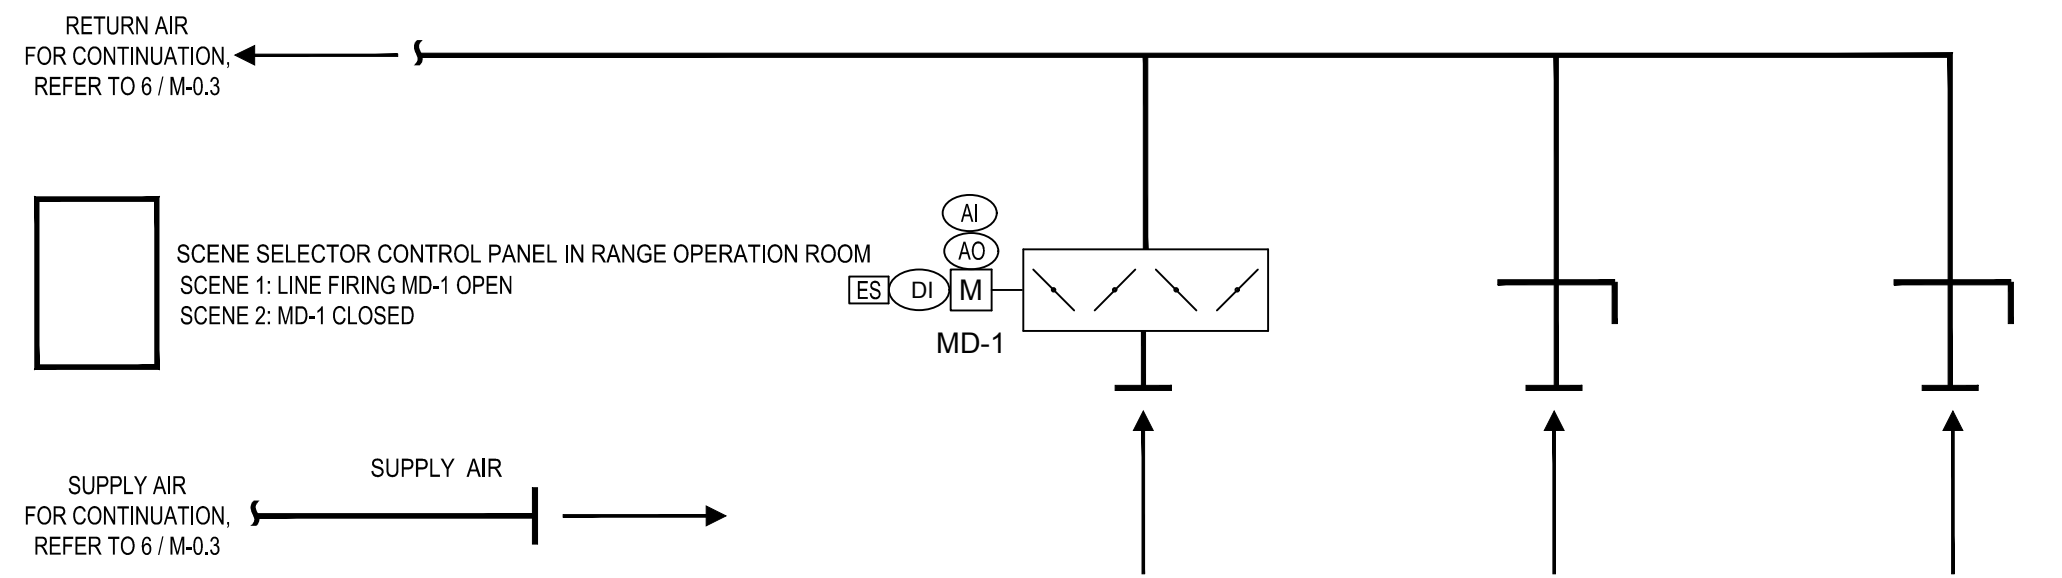 RETURN AIR
FOR CONTINUATION,
REFER TO 6 / M-0.3
AI
AO
SCENE SELECTOR CONTROL PANEL IN RANGE OPERATION ROOM
SCENE 1: LINE FIRING MD-1 OPEN
SCENE 2: MD-1 CLOSED
ES DI M
MD-1
SUPPLY AIR
SUPPLY AIR
FOR CONTINUATION,
REFER TO 6 / M-0.3